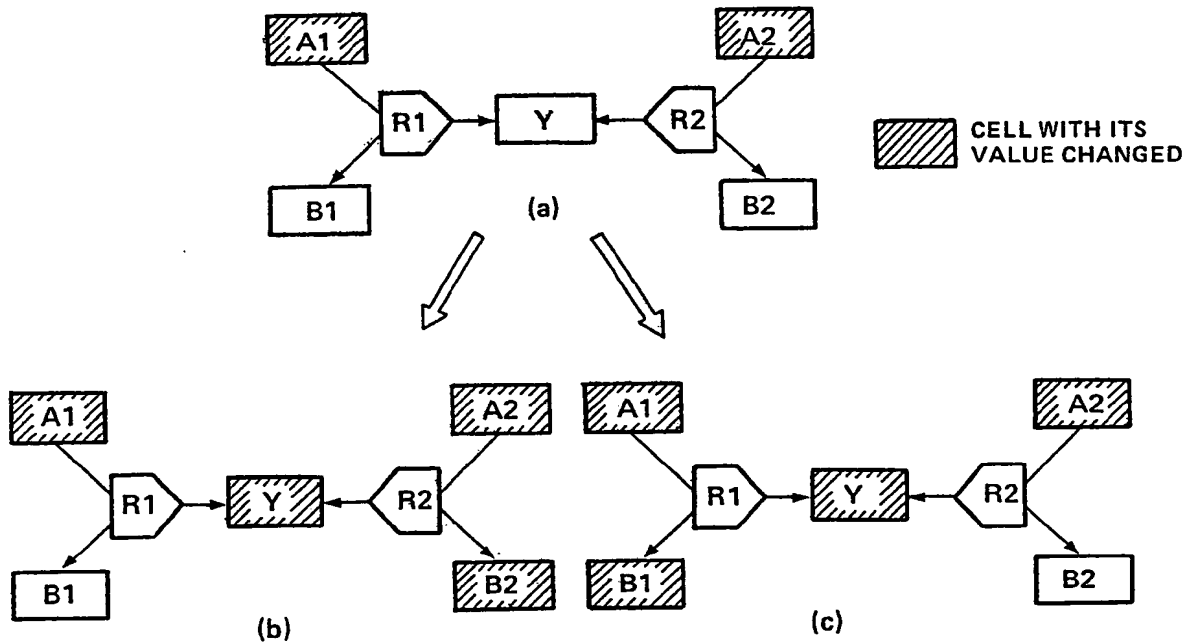 A1
A2
R1
Y
R2
CELL WITH ITS
VALUE CHANGED
B1
(a)
B2
A1
A2
A1
A2
R1
Y
R2
R1
Y
R2
B1
B2
B1
B2
(b)
(c)